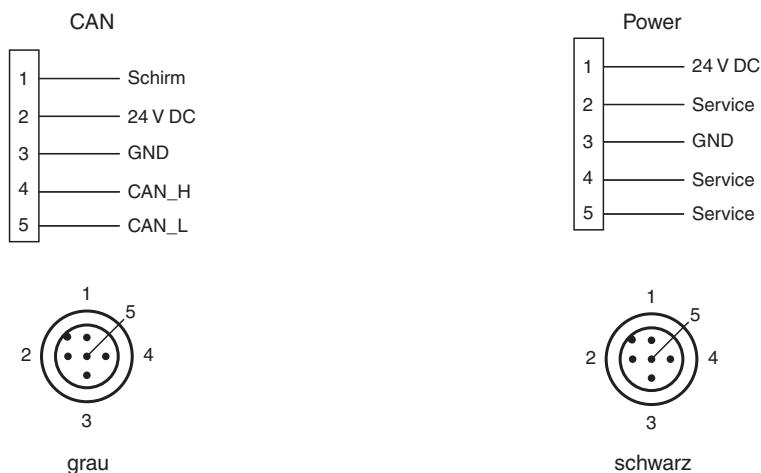 CAN
1 Schirm
2 24 V DC
3 GND
4 CAN_H
5 CAN_L
1
5
2 4
3
grau
Power
1 24 V DC
2 Service
3 GND
4 Service
5 Service
1
5
2 4
3
schwarz